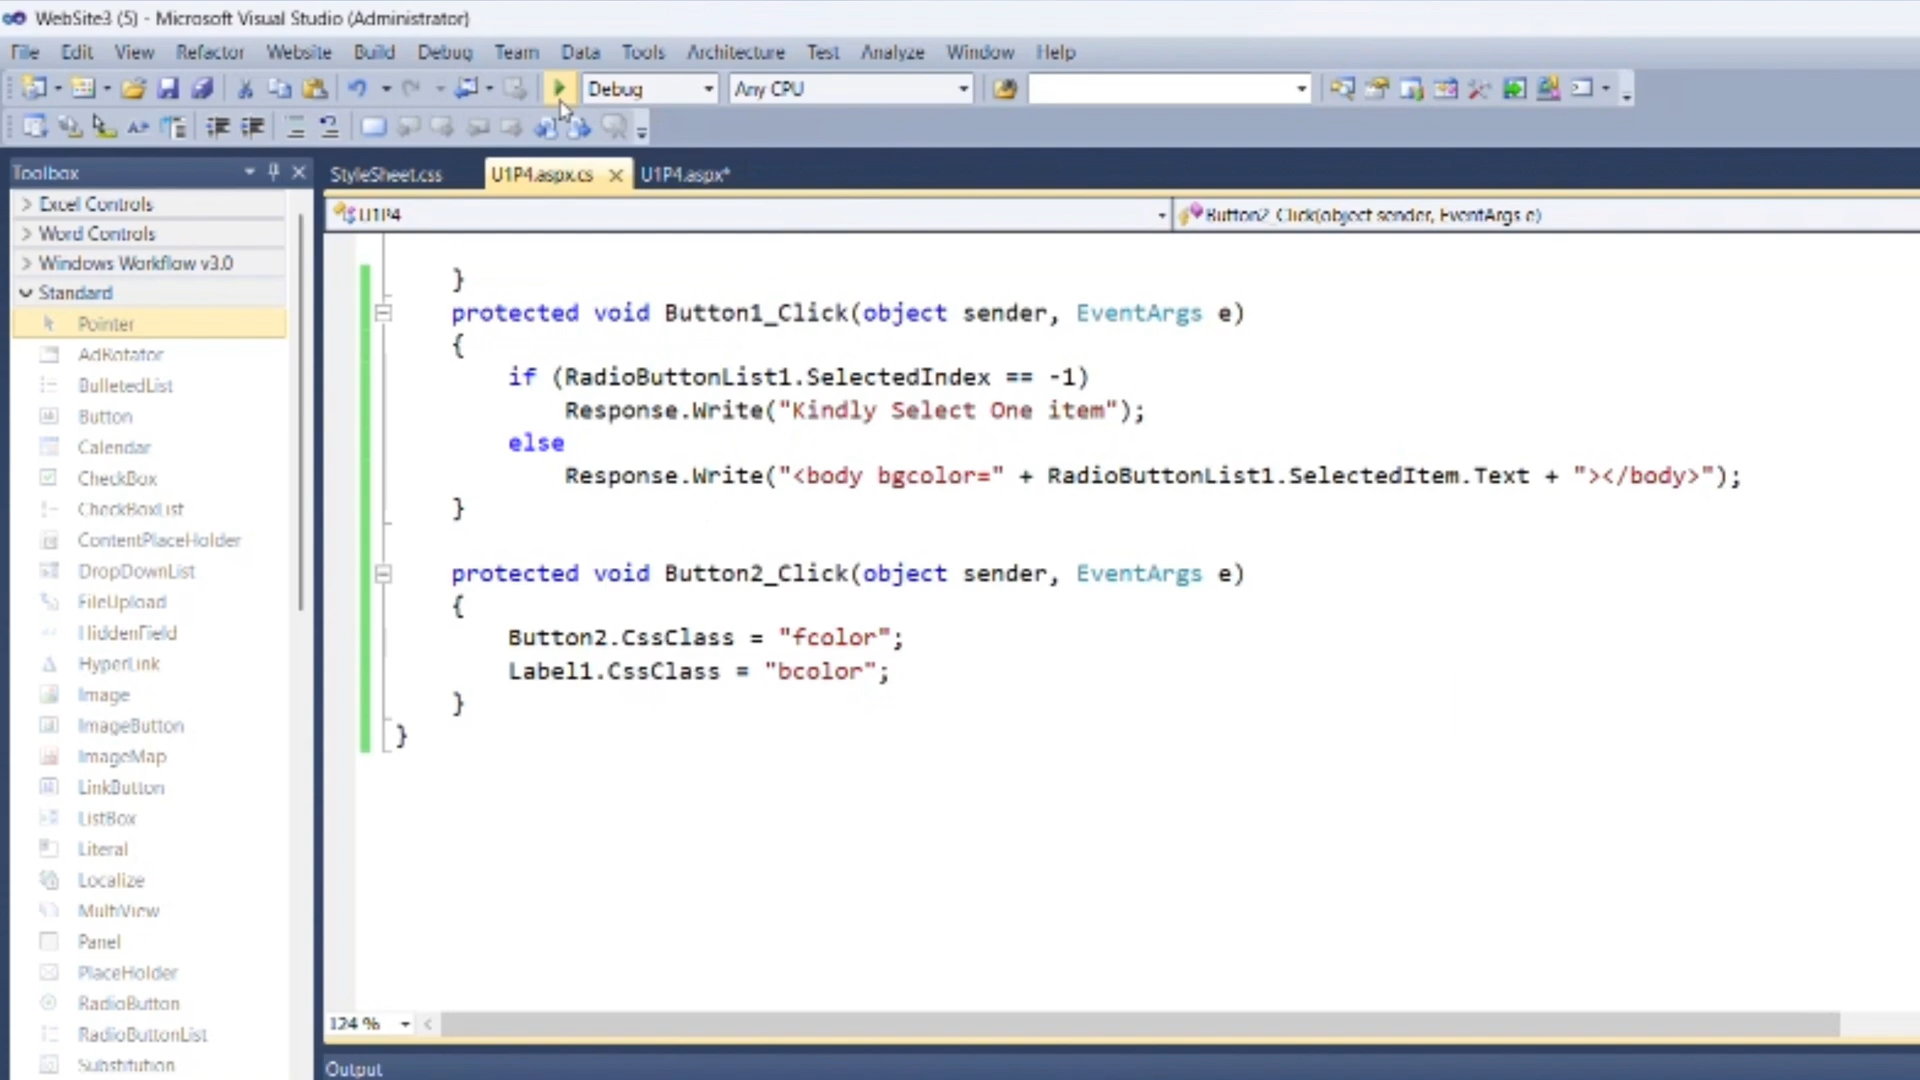 WebSite3 (5) - Microsoft Visual Studio (Administrator)
File Edit View Refactor Website Build Debug Team Data Tools Architecture Test Analyze Window Help
Debug Any CPU
Toolbox
StyleSheet.css U1P4.aspx.cs U1P4.aspx*
U1P4 Button2_Click(object sender, EventArgs e)
Excel Controls
Word Controls
Windows Workflow v3.0
Standard
Pointer
AdRotator
BulletedList
Button
Calendar
CheckBox
CheckBoxList
ContentPlaceHolder
DropDownList
FileUpload
HiddenField
HyperLink
Image
ImageButton
ImageMap
LinkButton
ListBox
Literal
Localize
MultiView
Panel
PlaceHolder
RadioButton
RadioButtonList
Substitution
}
protected void Button1_Click(object sender, EventArgs e)
{
if (RadioButtonList1.SelectedIndex == -1)
Response.Write("Kindly Select One item");
else
Response.Write("<body bgcolor=" + RadioButtonList1.SelectedItem.Text + "></body>");
}
protected void Button2_Click(object sender, EventArgs e)
{
Button2.CssClass = "fcolor";
Label1.CssClass = "bcolor";
}
}
124 %
Output